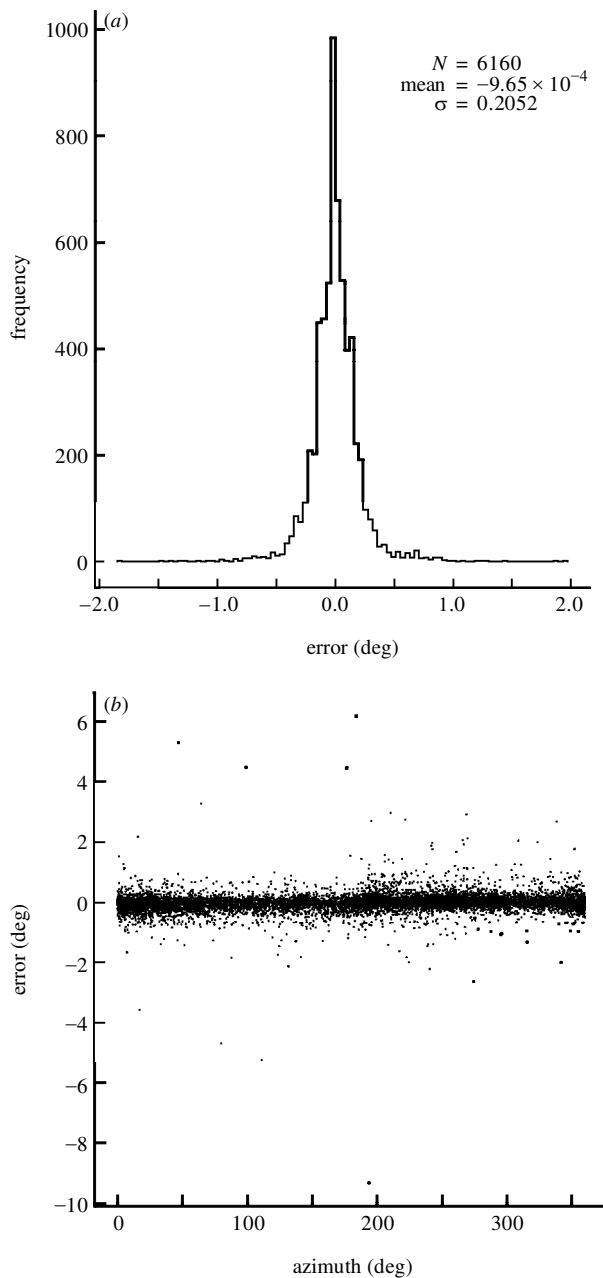 (a)
1000
800
600
400
200
0
frequency
N = 6160
mean = −9.65 × 10⁻⁴
σ = 0.2052
−2.0 −1.0 0.0 1.0 2.0
error (deg)
(b)
6
4
2
0
−2
−4
−6
−8
−10
error (deg)
0 100 200 300
azimuth (deg)